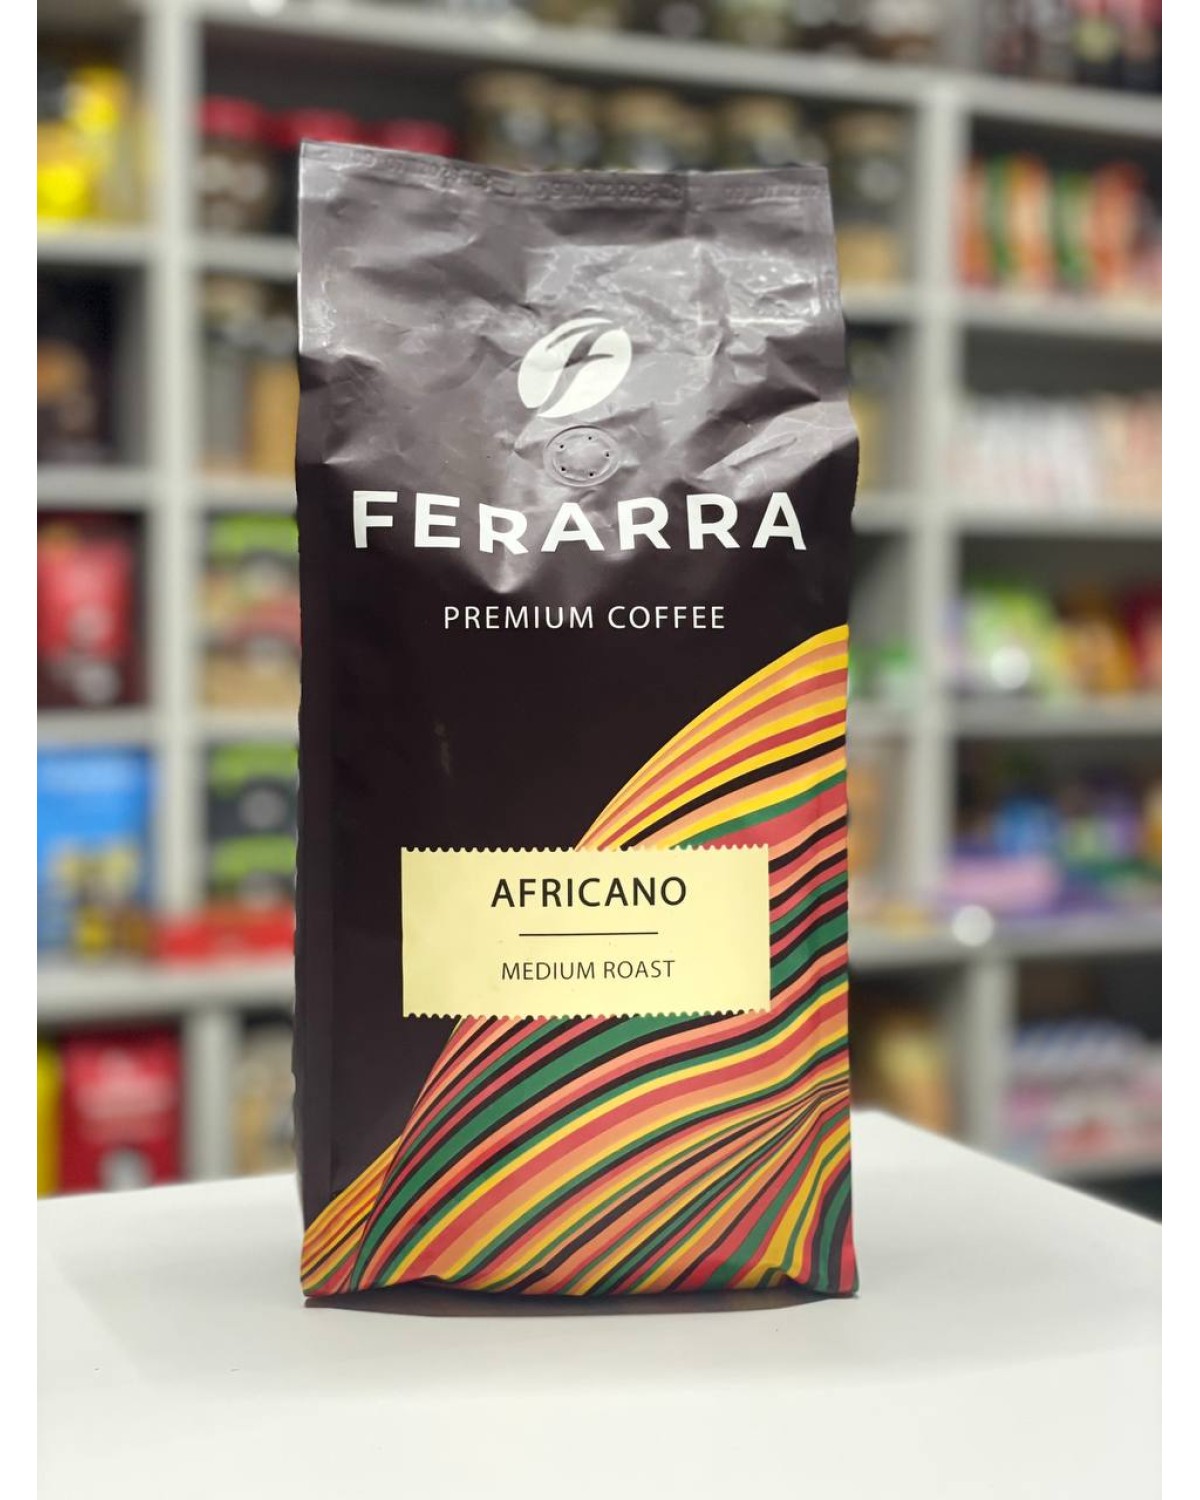 FERARRA
PREMIUM COFFEE
AFRICANO
MEDIUM ROAST